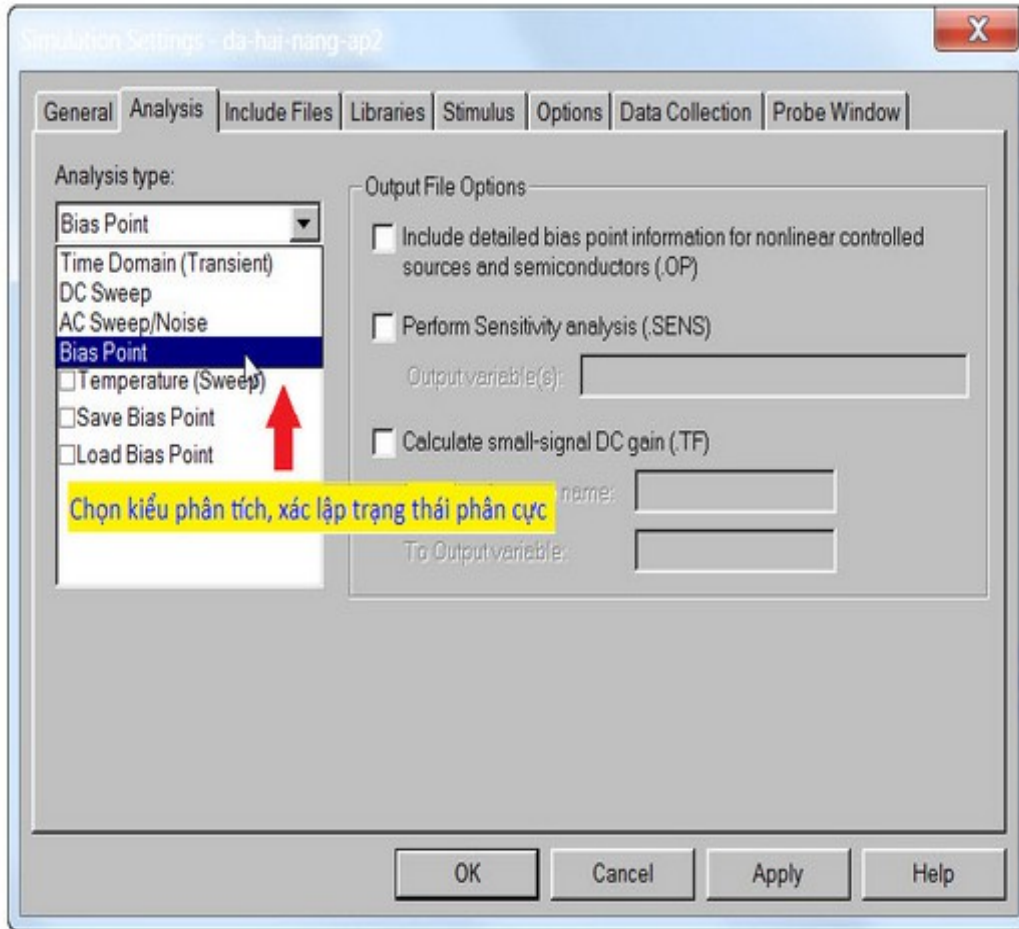 Simulation Settings - da-hai-nang-ap2
X
General Analysis Include Files Libraries Stimulus Options Data Collection Probe Window
Analysis type:
Bias Point
Time Domain (Transient)
DC Sweep
AC Sweep/Noise
Bias Point
Temperature (Sweep)
Save Bias Point
Load Bias Point
Chọn kiểu phân tích, xác lập trạng thái phân cực
Output File Options
Include detailed bias point information for nonlinear controlled
sources and semiconductors (.OP)
Perform Sensitivity analysis (.SENS)
Output variable(s):
Calculate small-signal DC gain (.TF)
name:
To Output variable:
OK Cancel Apply Help